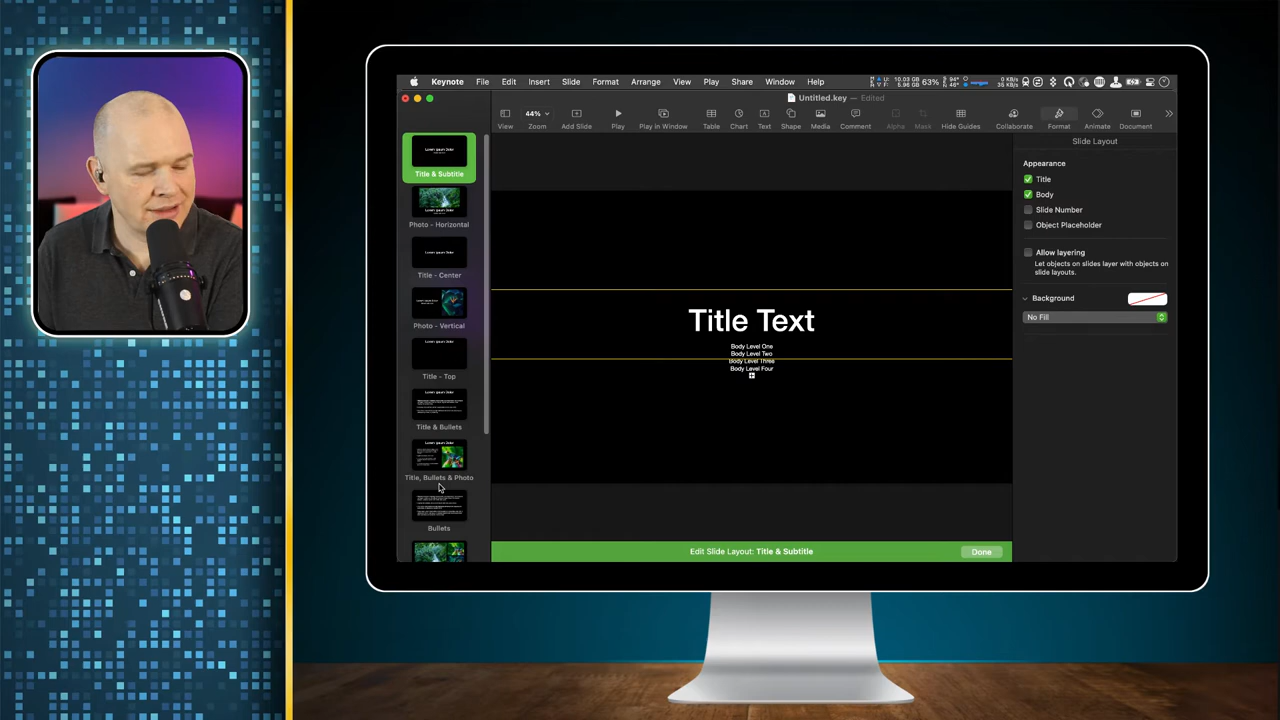 Keynote File Edit Insert Slide Format Arrange View Play Share Window Help
63%
Untitled.key — Edited
44%
View Zoom Add Slide Play Play in Window Table Chart Text Shape Media Comment Alpha Mask Hide Guides Collaborate Format Animate Document
Title & Subtitle
Photo - Horizontal
Title - Center
Photo - Vertical
Title - Top
Title & Bullets
Title, Bullets & Photo
Bullets
Title Text
Body Level One
Body Level Two
Body Level Three
Body Level Four
Edit Slide Layout: Title & Subtitle
Done
Slide Layout
Appearance
Title
Body
Slide Number
Object Placeholder
Allow layering
Let objects on slides layer with objects on
slide layouts.
Background
No Fill